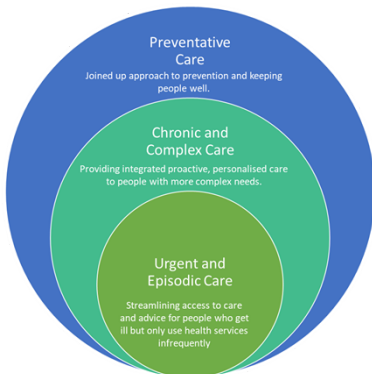 Preventative
Care
Joined up approach to prevention and keeping
people well.
Chronic and
Complex Care
Providing integrated proactive, personalised care
to people with more complex needs.
Urgent and
Episodic Care
Streamlining access to care
and advice for people who get
ill but only use health services
infrequently